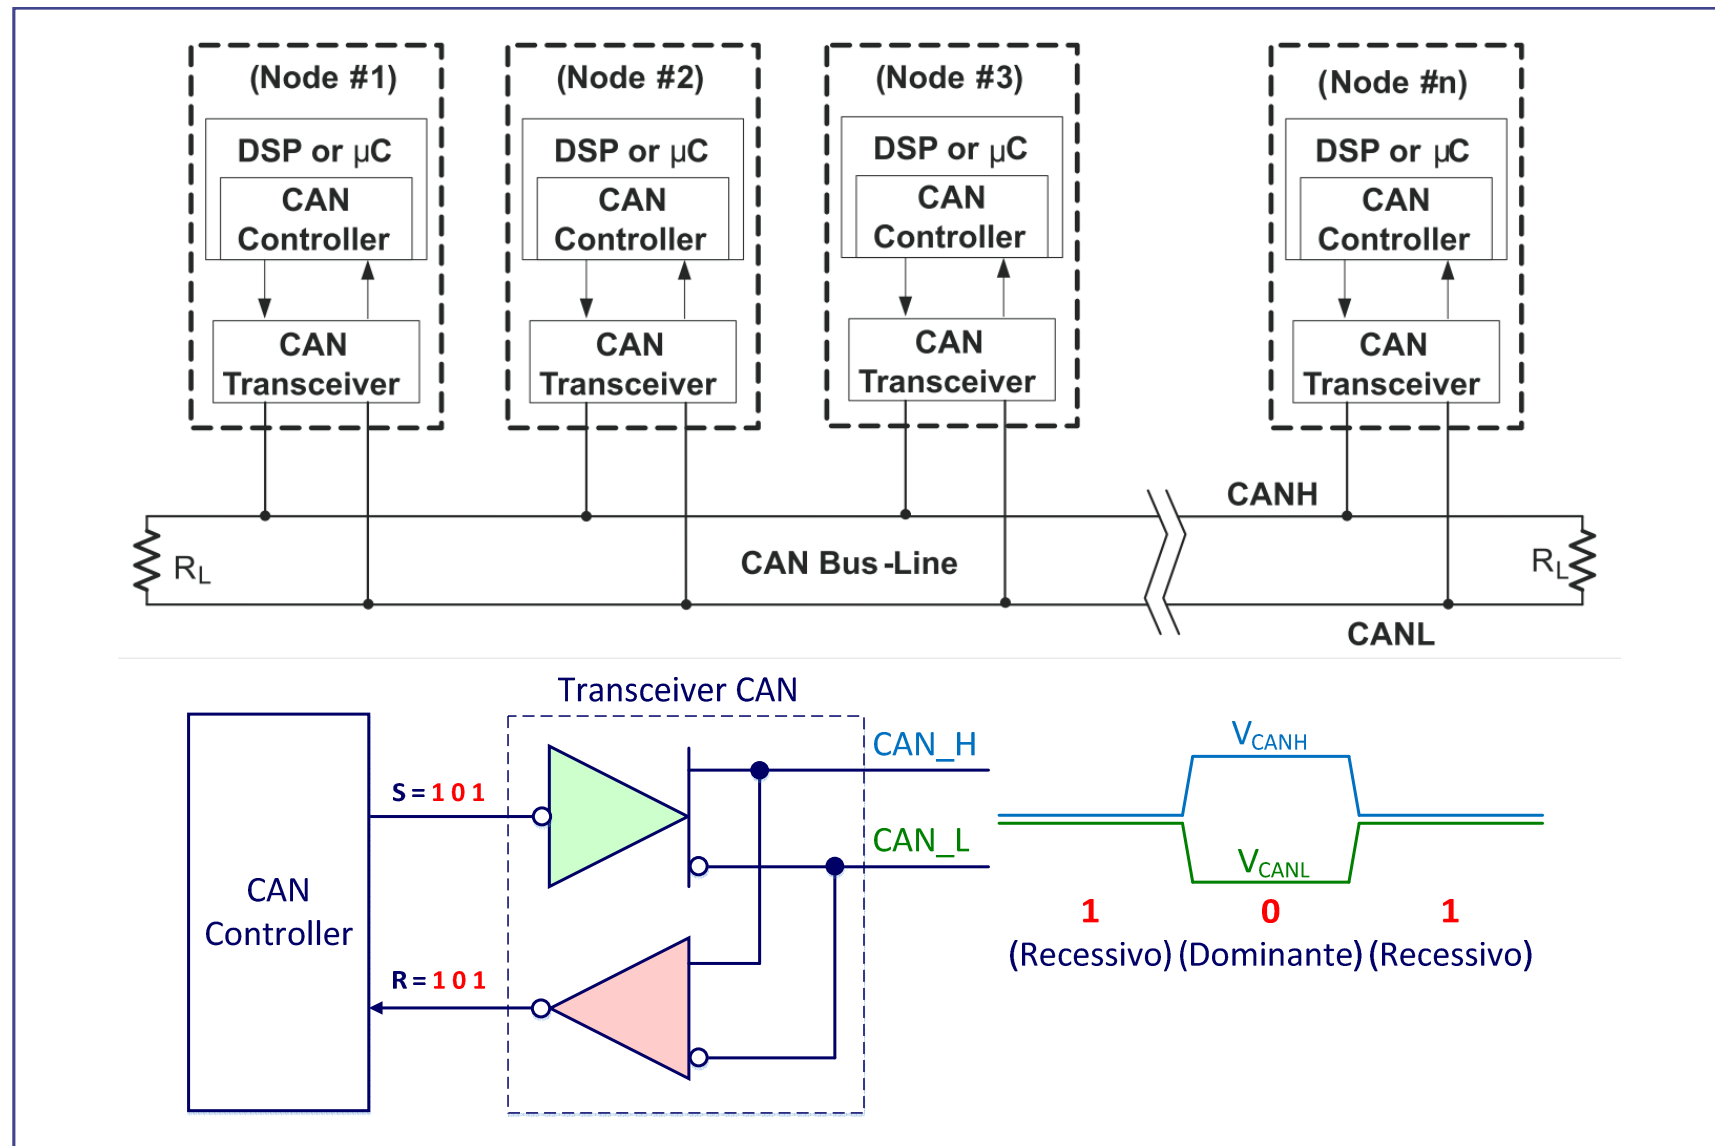 (Node #1)
DSP or µC
CAN
Controller
CAN
Transceiver
(Node #2)
DSP or µC
CAN
Controller
CAN
Transceiver
(Node #3)
DSP or µC
CAN
Controller
CAN
Transceiver
(Node #n)
DSP or µC
CAN
Controller
CAN
Transceiver
CANH
RL
CAN Bus-Line
RL
CANL
Transceiver CAN
CAN
Controller
S = 1 0 1
R = 1 0 1
CAN_H
CAN_L
VCANH
VCANL
1 0 1
(Recessivo) (Dominante) (Recessivo)